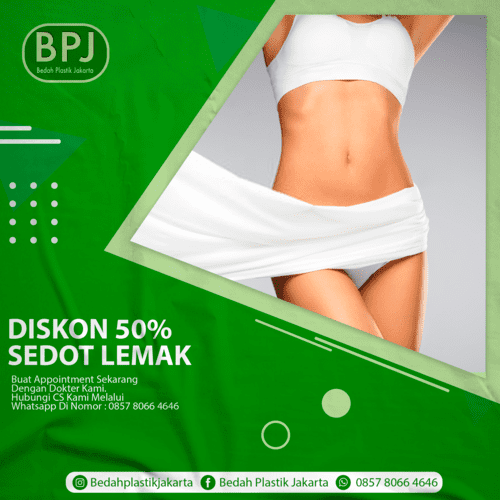 BPJ
Bedah Plastik Jakarta
DISKON 50%
SEDOT LEMAK
Buat Appointment Sekarang
Dengan Dokter Kami.
Hubungi CS Kami Melalui
Whatsapp Di Nomor : 0857 8066 4646
Bedahplastikjakarta Bedah Plastik Jakarta 0857 8066 4646